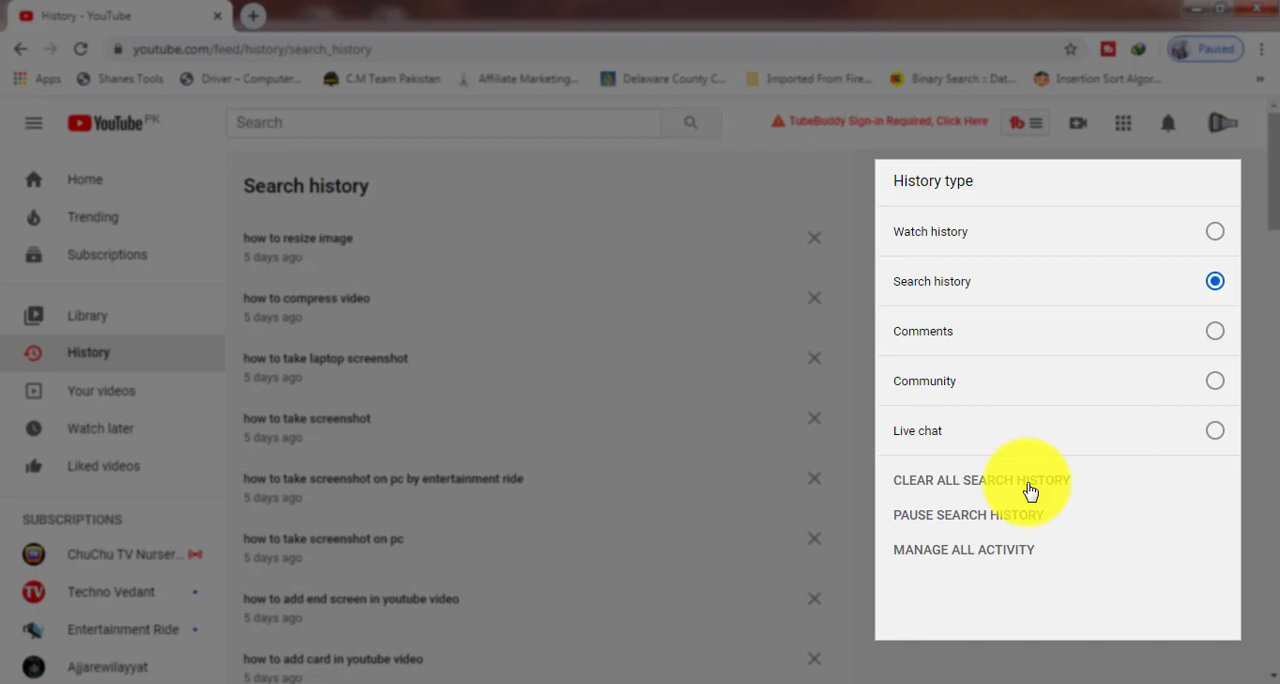 History - YouTube
youtube.com/feed/history/search_history
Paused
Apps
Shanes Tools
Driver – Computer...
C.M Team Pakistan
Affiliate Marketing...
Delaware County C...
Imported From Fire...
Binary Search :: Dat...
Insertion Sort Algor...
»
YouTube PK
Search
TubeBuddy Sign-in Required, Click Here
tb
Home
Trending
Subscriptions
Library
History
Your videos
Watch later
Liked videos
SUBSCRIPTIONS
ChuChu TV Nurser...
TV Techno Vedant
Entertainment Ride
Ajjarewilayyat
Search history
how to resize image
5 days ago
how to compress video
5 days ago
how to take laptop screenshot
5 days ago
how to take screenshot
5 days ago
how to take screenshot on pc by entertainment ride
5 days ago
how to take screenshot on pc
5 days ago
how to add end screen in youtube video
5 days ago
how to add card in youtube video
5 days ago
History type
Watch history
Search history
Comments
Community
Live chat
CLEAR ALL SEARCH HISTORY
PAUSE SEARCH HISTORY
MANAGE ALL ACTIVITY